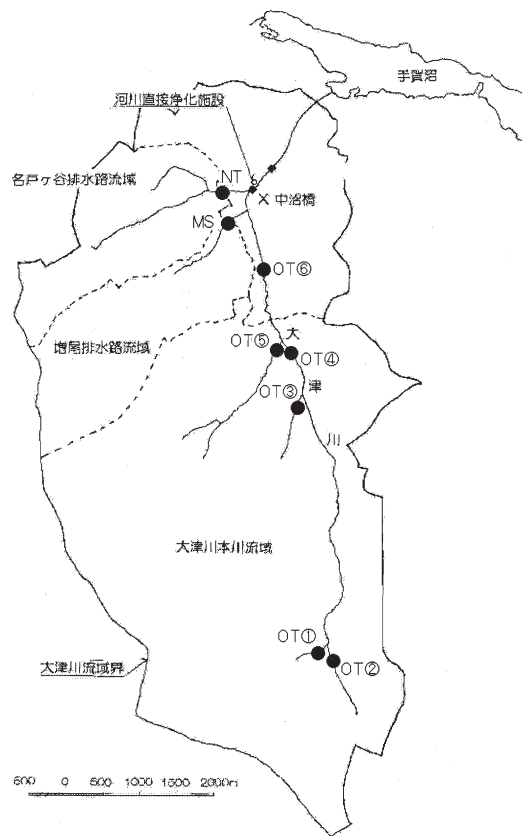 手賀沼
河川直接浄化施設
名戸ヶ谷排水路流域
NT
中沼橋
MS
OT⑥
増尾排水路流域
大津川
OT⑤
OT④
OT③
大津川本川流域
OT①
OT②
大津川流域界
500 0 500 1000 1500 2000m